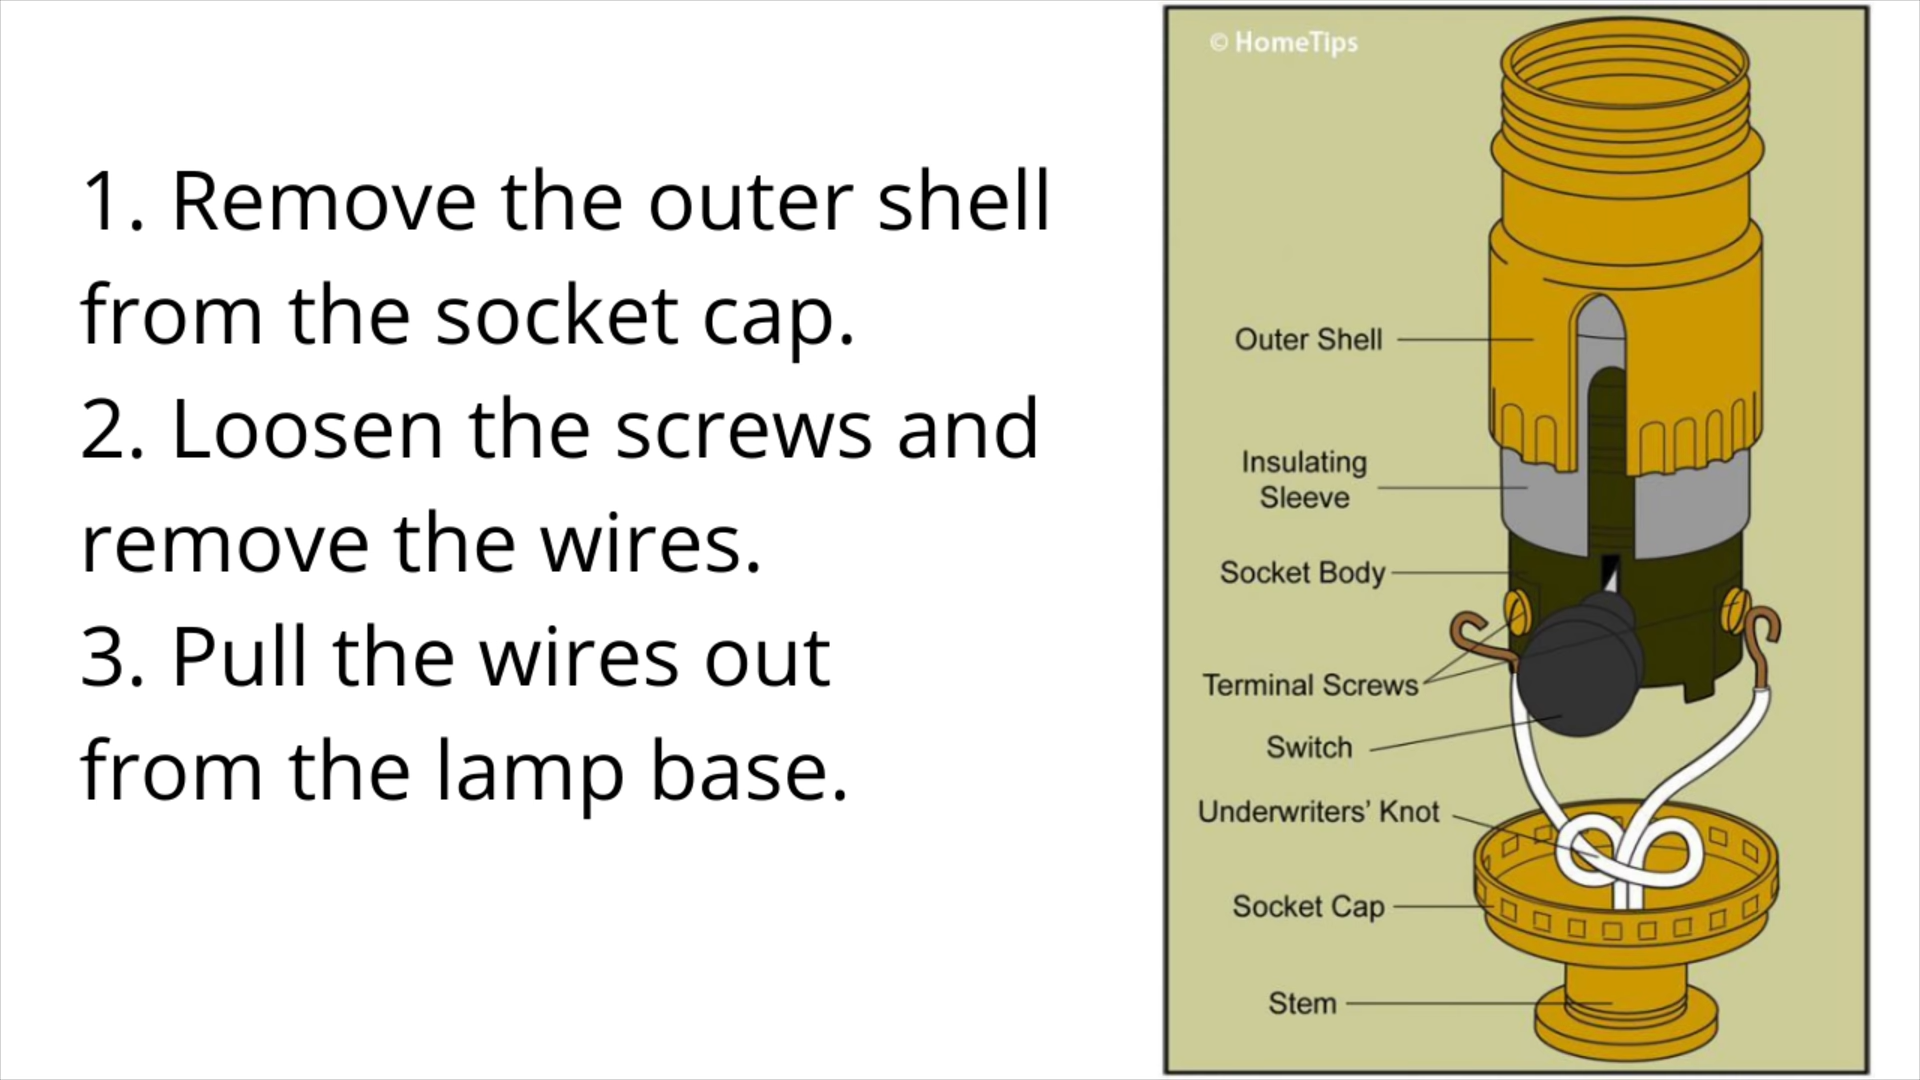 1. Remove the outer shell
from the socket cap.
2. Loosen the screws and
remove the wires.
3. Pull the wires out
from the lamp base.
© HomeTips
Outer Shell
Insulating
Sleeve
Socket Body
Terminal Screws
Switch
Underwriters’ Knot
Socket Cap
Stem